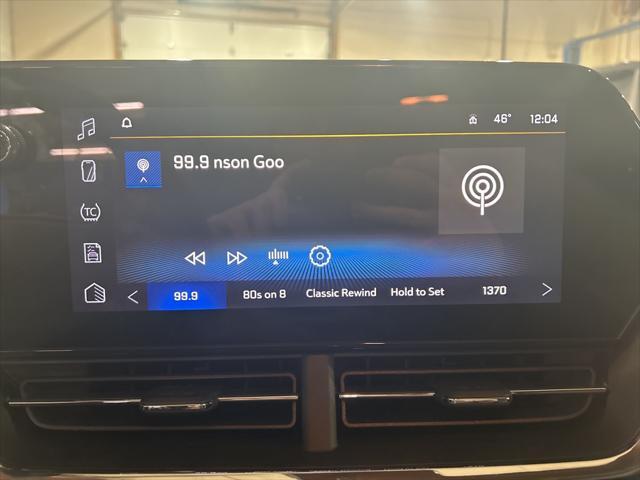 46° 12:04
99.9 nson Goo
TC
99.9 80s on 8 Classic Rewind Hold to Set 1370